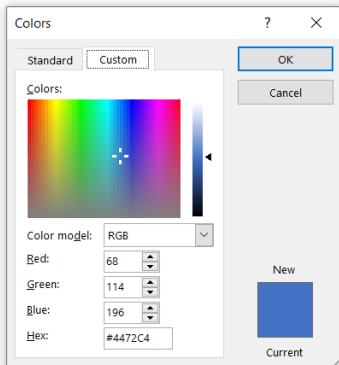 Colors ?
Standard Custom OK
Cancel
Colors:
Color model: RGB
Red: 68
Green: 114
Blue: 196
Hex: #4472C4
New
Current